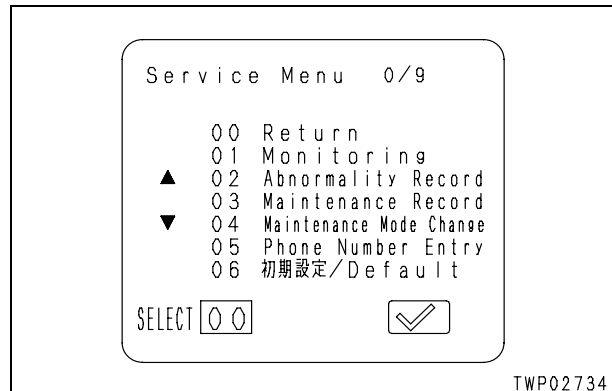 Service Menu 0/9
00 Return
01 Monitoring
▲ 02 Abnormality Record
03 Maintenance Record
▼ 04 Maintenance Mode Change
05 Phone Number Entry
06 初期設定/Default
SELECT 00
TWP02734